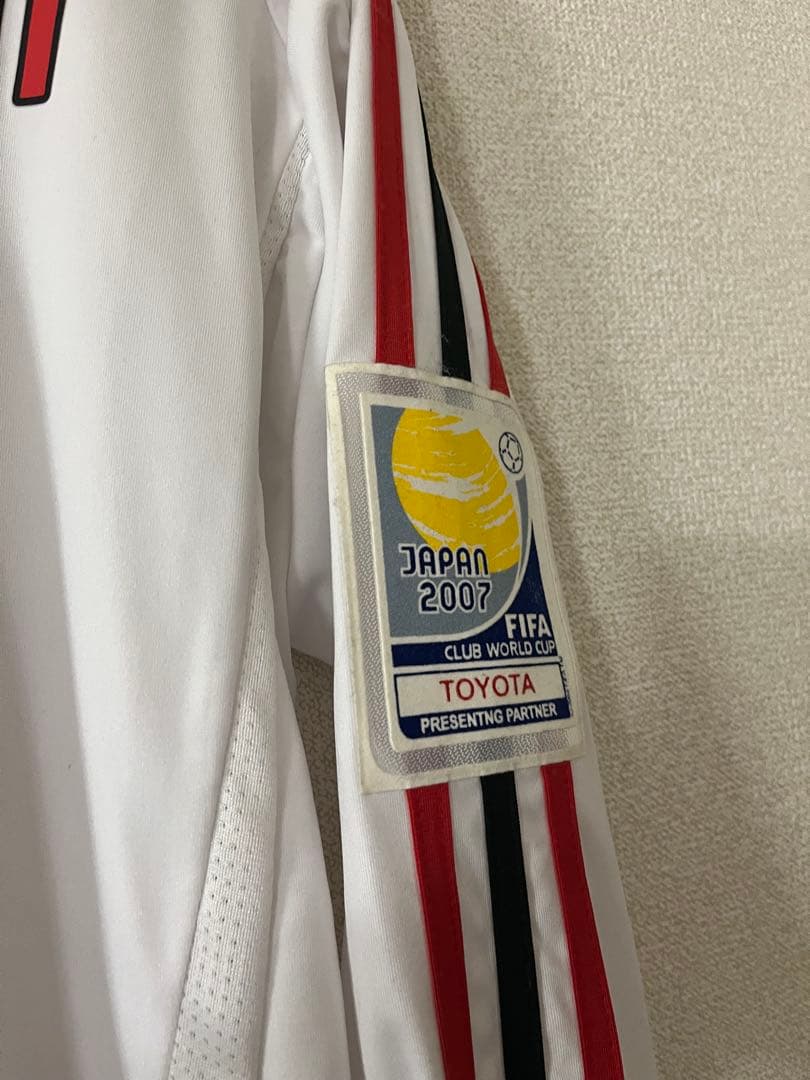 JAPAN
2007
FIFA
CLUB WORLD CUP
TOYOTA
PRESENTNG PARTNER